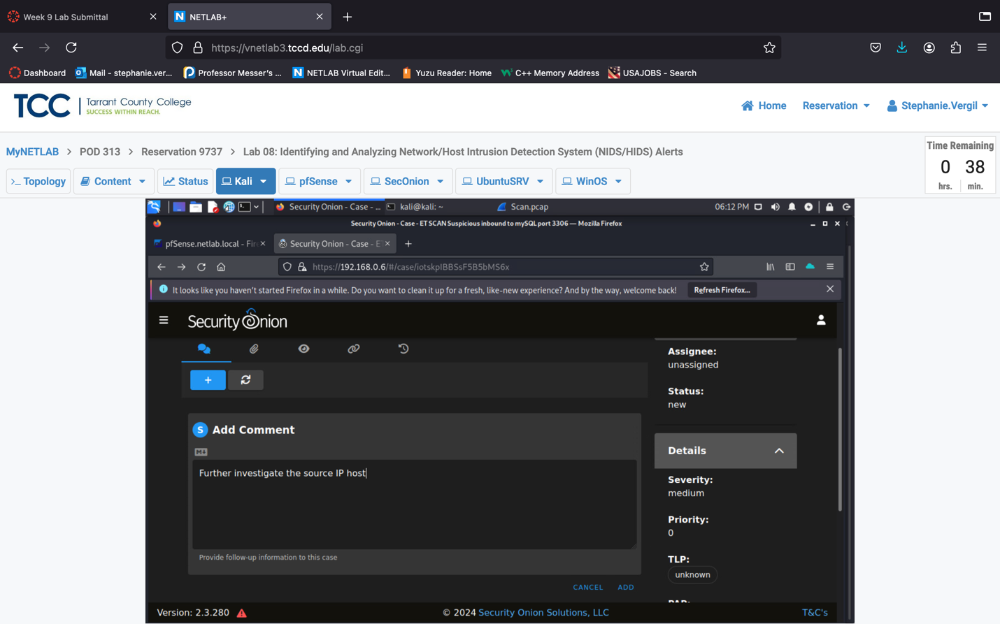 Week 9 Lab Submittal
NETLAB+
https://vnetlab3.tccd.edu/lab.cgi
Dashboard
Mail - stephanie.ver...
Professor Messer's ...
NETLAB Virtual Edit...
Yuzu Reader: Home
C++ Memory Address
USAJOBS - Search
TCC
Tarrant County College
SUCCESS WITHIN REACH.
Home
Reservation
Stephanie.Vergil
MyNETLAB > POD 313 > Reservation 9737 > Lab 08: Identifying and Analyzing Network/Host Intrusion Detection System (NIDS/HIDS) Alerts
Time Remaining
0 38
hrs. min.
Topology
Content
Status
Kali
pfSense
SecOnion
UbuntuSRV
WinOS
Security Onion - Case - ...
kali@kali: ~
Scan.pcap
06:12 PM
Security Onion - Case - ET SCAN Suspicious inbound to mySQL port 3306 — Mozilla Firefox
pfSense.netlab.local - Fire
Security Onion - Case - ET
https://192.168.0.6/#/case/iotskpIBBSsF5B5bMS6x
It looks like you haven't started Firefox in a while. Do you want to clean it up for a fresh, like-new experience? And by the way, welcome back!
Refresh Firefox...
Security Onion
S Add Comment
M
Further investigate the source IP host
Provide follow-up information to this case
CANCEL ADD
Assignee:
unassigned
Status:
new
Details
Severity:
medium
Priority:
0
TLP:
unknown
Version: 2.3.280
© 2024 Security Onion Solutions, LLC
T&C's